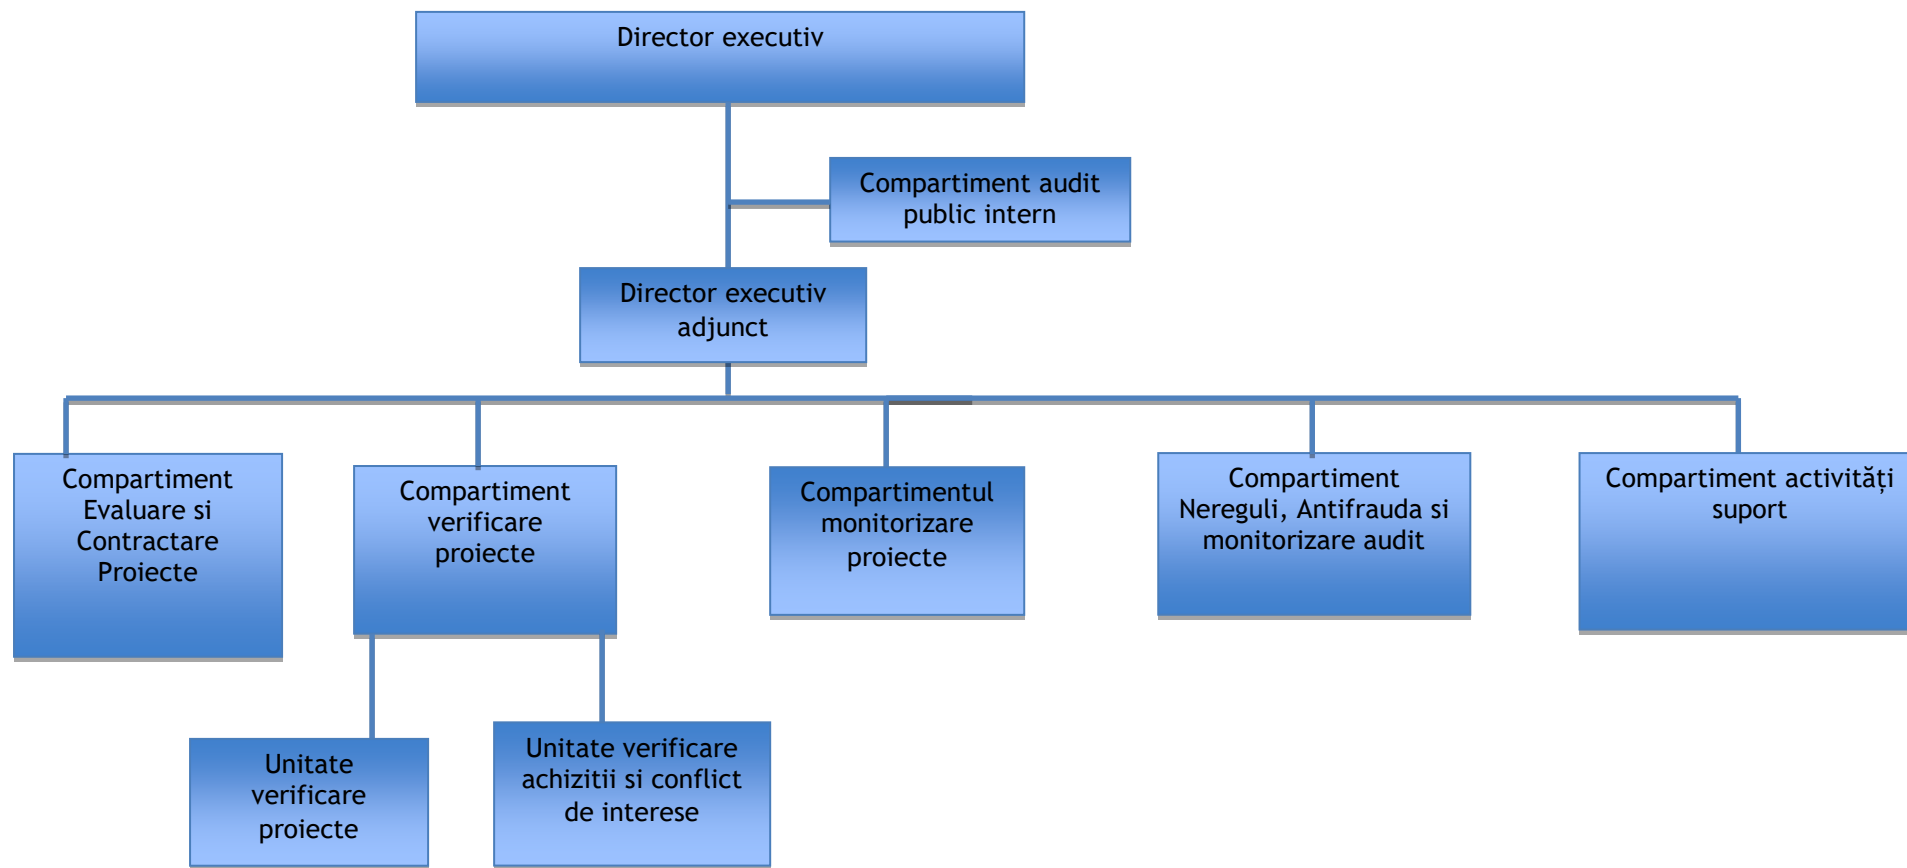 Director executiv
Compartiment audit
public intern
Director executiv
adjunct
Compartiment
Evaluare si
Contractare
Proiecte
Compartiment
verificare
proiecte
Compartimentul
monitorizare
proiecte
Compartiment
Nereguli, Antifrauda si
monitorizare audit
Compartiment activități
suport
Unitate
verificare
proiecte
Unitate verificare
achizitii si conflict
de interese